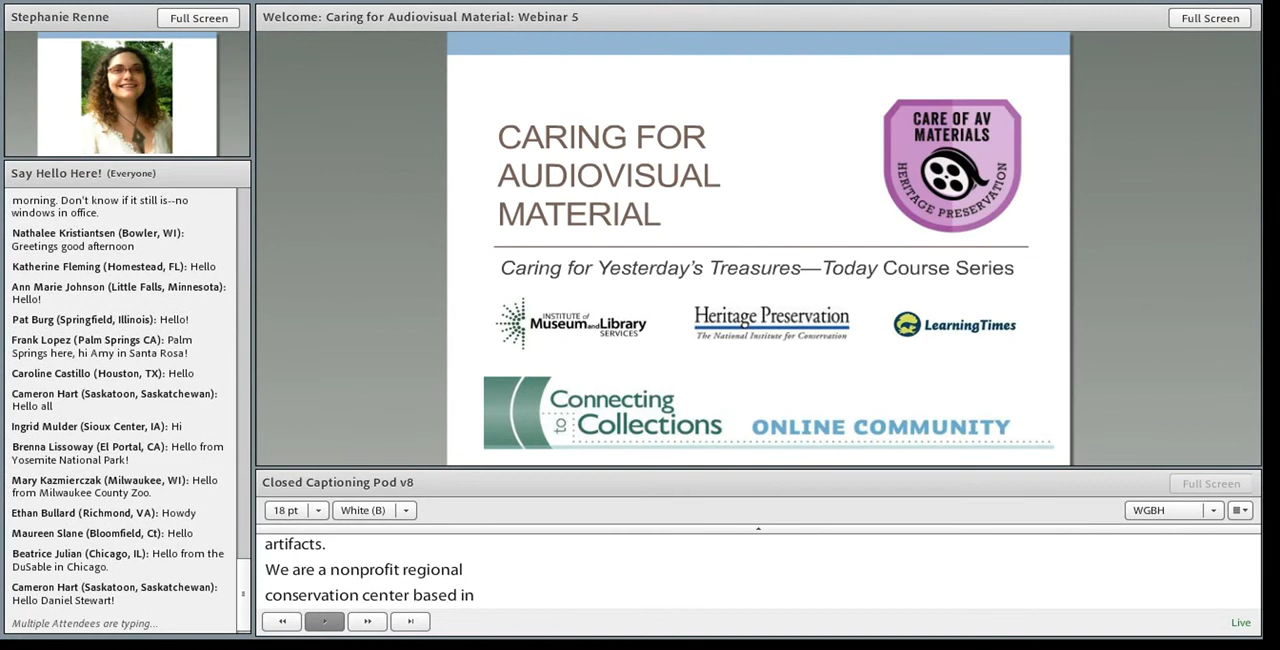 Stephanie Renne
Full Screen
Say Hello Here! (Everyone)
morning. Don't know if it still is--no
windows in office.
Nathalee Kristiantsen (Bowler, WI):
Greetings good afternoon
Katherine Fleming (Homestead, FL): Hello
Ann Marie Johnson (Little Falls, Minnesota):
Hello!
Pat Burg (Springfield, Illinois): Hello!
Frank Lopez (Palm Springs CA): Palm
Springs here, hi Amy in Santa Rosa!
Caroline Castillo (Houston, TX): Hello
Cameron Hart (Saskatoon, Saskatchewan):
Hello all
Ingrid Mulder (Sioux Center, IA): Hi
Brenna Lissoway (El Portal, CA): Hello from
Yosemite National Park!
Mary Kazmierczak (Milwaukee, WI): Hello
from Milwaukee County Zoo.
Ethan Bullard (Richmond, VA): Howdy
Maureen Slane (Bloomfield, Ct): Hello
Beatrice Julian (Chicago, IL): Hello from the
DuSable in Chicago.
Cameron Hart (Saskatoon, Saskatchewan):
Hello Daniel Stewart!
Multiple Attendees are typing...
Welcome: Caring for Audiovisual Material: Webinar 5
Full Screen
CARING FOR
AUDIOVISUAL
MATERIAL
CARE OF AV
MATERIALS
HERITAGE PRESERVATION
Caring for Yesterday's Treasures—Today Course Series
INSTITUTE of
Museum and Library
SERVICES
Heritage Preservation
The National Institute for Conservation
LearningTimes
Connecting
to
Collections
ONLINE COMMUNITY
Closed Captioning Pod v8
Full Screen
18 pt
White (B)
WGBH
artifacts.
We are a nonprofit regional
conservation center based in
Live